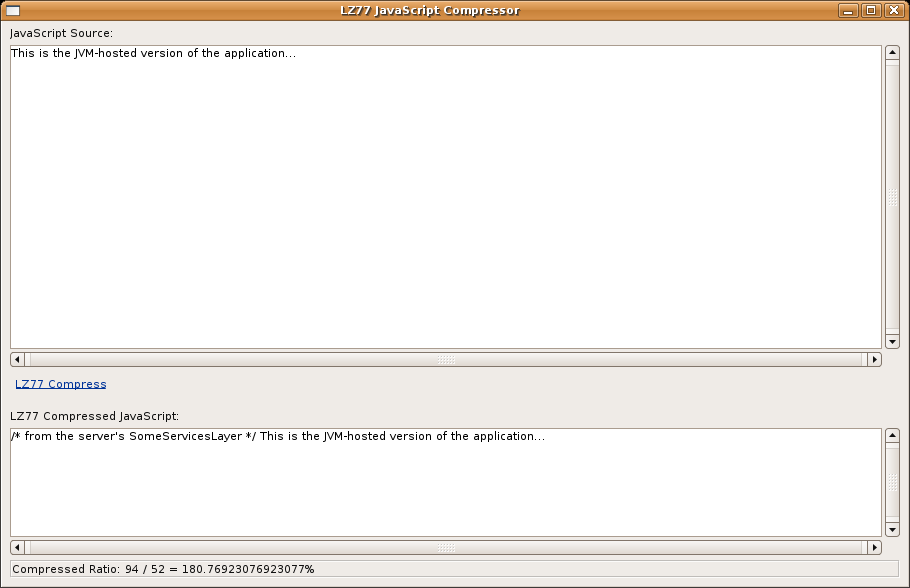 LZ77 JavaScript Compressor
JavaScript Source:
This is the JVM-hosted version of the application...
LZ77 Compress
LZ77 Compressed JavaScript:
/* from the server's SomeServicesLayer */ This is the JVM-hosted version of the application...
Compressed Ratio: 94 / 52 = 180.76923076923077%